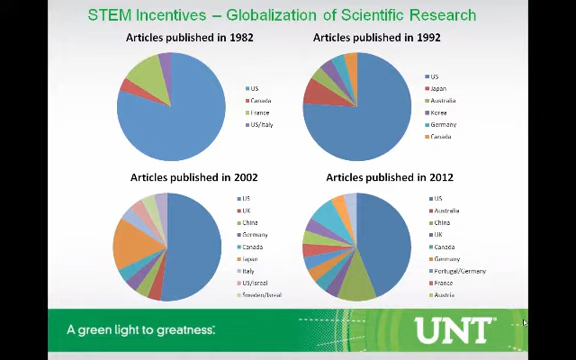 STEM Incentives – Globalization of Scientific Research
Articles published in 1982
US
Canada
France
US/Italy
Articles published in 1992
US
Japan
Australia
Korea
Germany
Canada
Articles published in 2002
US
UK
China
Germany
Canada
Japan
Italy
US/Isreal
Sweden/Isreal
Articles published in 2012
US
Australia
China
UK
Canada
Germany
Portugal/Germany
France
Austria
A green light to greatness.
UNT